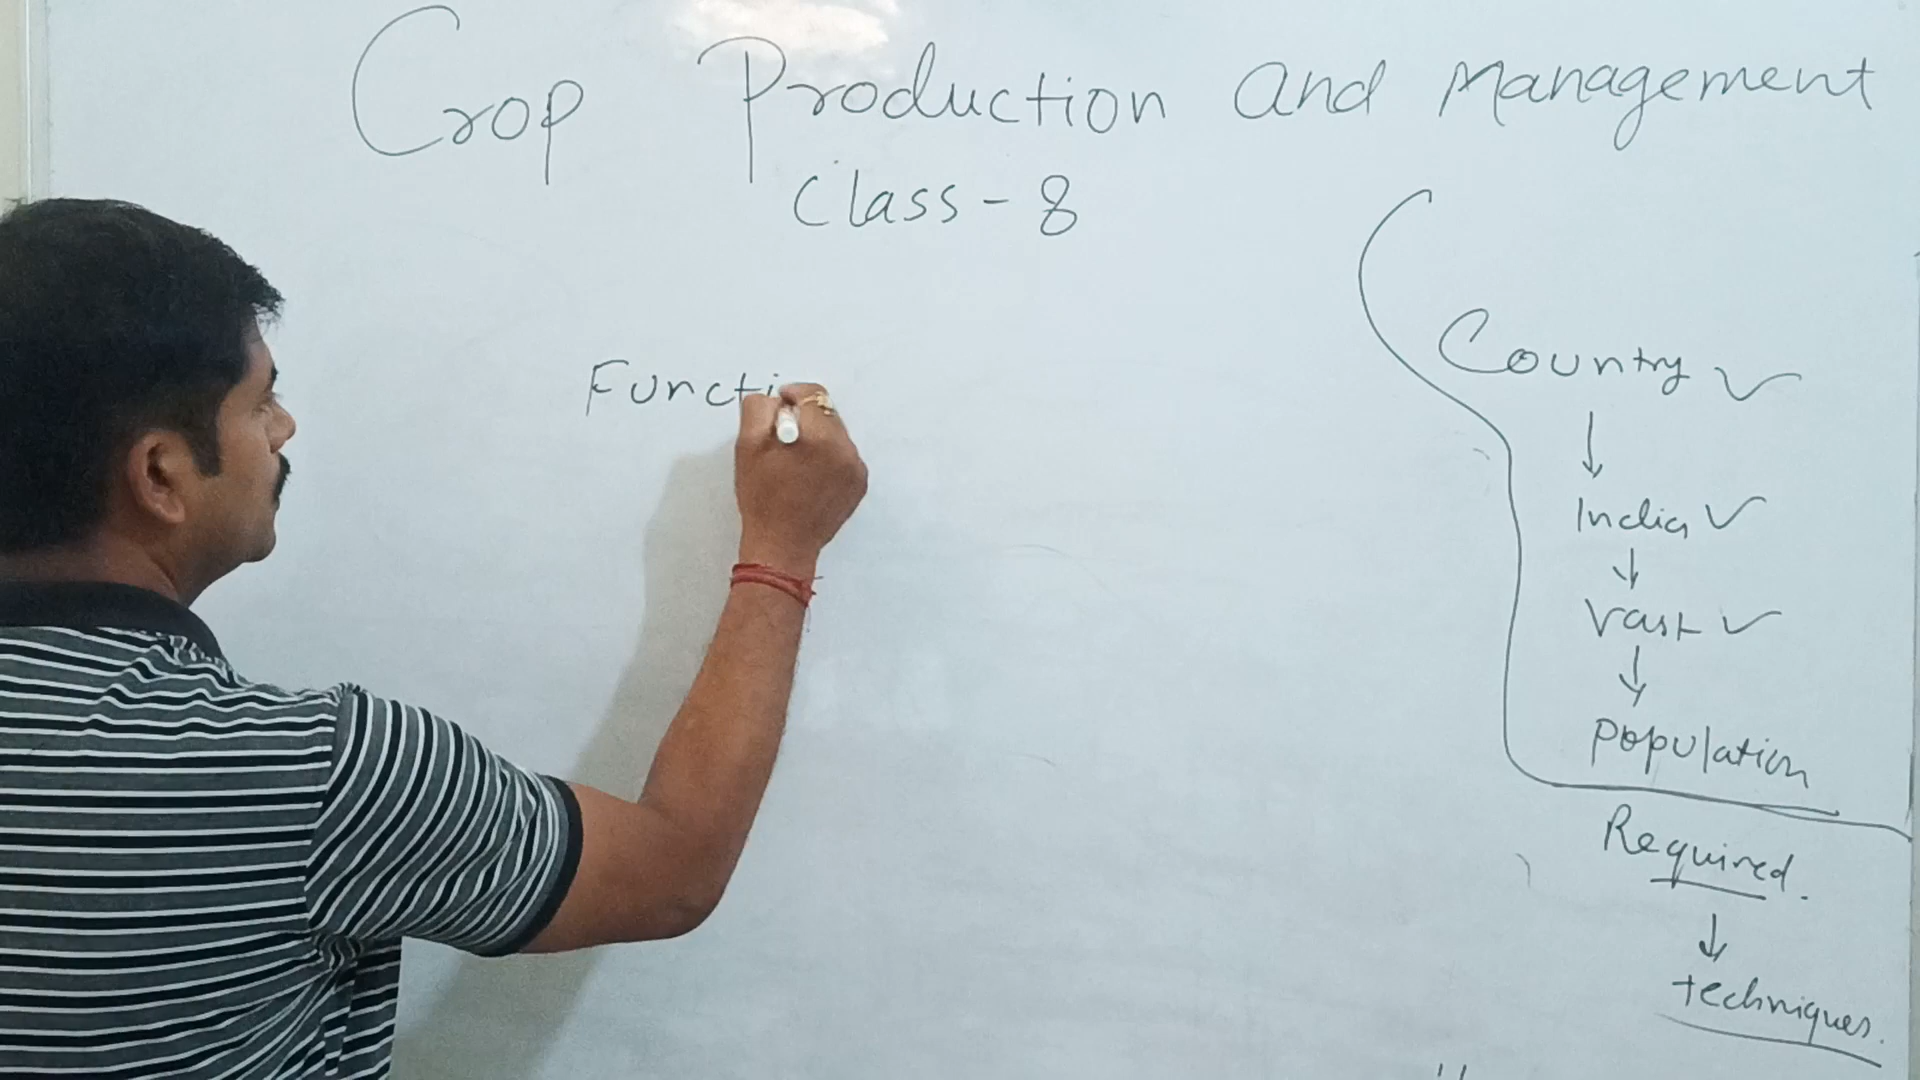 Crop Production and Management
Class - 8
Functi
Country ✓
↓
India ✓
↓
Vast ✓
↓
Population
Required.
↓
techniques.